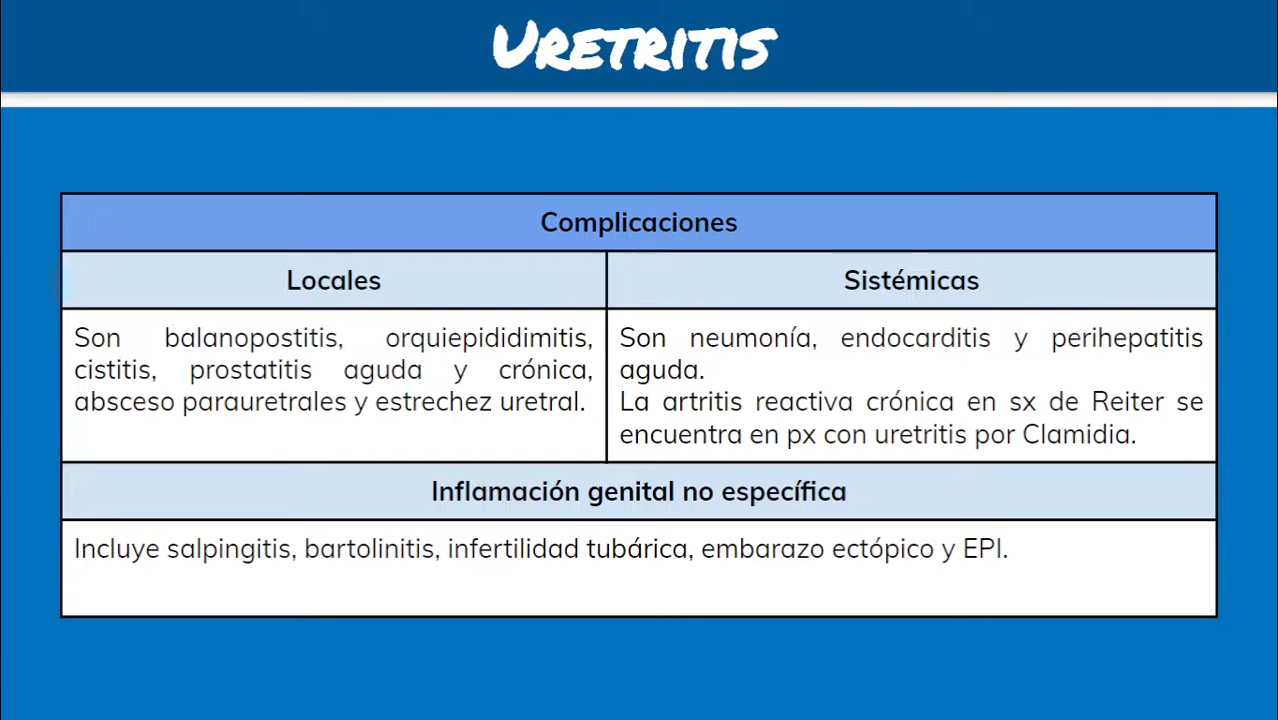 URETRITIS
Complicaciones
Locales
Sistémicas
Son balanopostitis, orquiepididimitis,
cistitis, prostatitis aguda y crónica,
absceso parauretrales y estrechez uretral.
Son neumonía, endocarditis y perihepatitis
aguda.
La artritis reactiva crónica en sx de Reiter se
encuentra en px con uretritis por Clamidia.
Inflamación genital no específica
Incluye salpingitis, bartolinitis, infertilidad tubárica, embarazo ectópico y EPI.